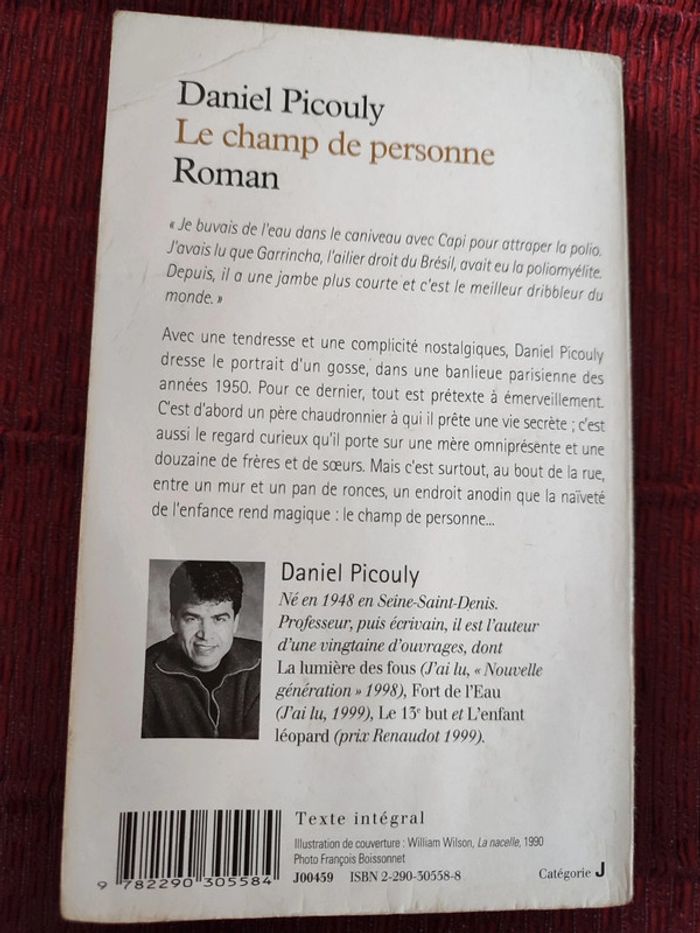 Daniel Picouly
Le champ de personne
Roman
« Je buvais de l'eau dans le caniveau avec Capi pour attraper la polio.
J'avais lu que Garrincha, l'ailier droit du Brésil, avait eu la poliomyélite.
Depuis, il a une jambe plus courte et c'est le meilleur dribbleur du
monde. »
Avec une tendresse et une complicité nostalgiques, Daniel Picouly
dresse le portrait d'un gosse, dans une banlieue parisienne des
années 1950. Pour ce dernier, tout est prétexte à émerveillement.
C'est d'abord un père chaudronnier à qui il prête une vie secrète ; c'est
aussi le regard curieux qu'il porte sur une mère omniprésente et une
douzaine de frères et de sœurs. Mais c'est surtout, au bout de la rue,
entre un mur et un pan de ronces, un endroit anodin que la naïveté
de l'enfance rend magique : le champ de personne...
Daniel Picouly
Né en 1948 en Seine-Saint-Denis.
Professeur, puis écrivain, il est l'auteur
d'une vingtaine d'ouvrages, dont
La lumière des fous (J'ai lu, « Nouvelle
génération » 1998), Fort de l'Eau
(J'ai lu, 1999), Le 13e but et L'enfant
léopard (prix Renaudot 1999).
Texte intégral
Illustration de couverture : William Wilson, La nacelle, 1990
Photo François Boissonnet
J00459 ISBN 2-290-30558-8
Catégorie J
9 782290 305584